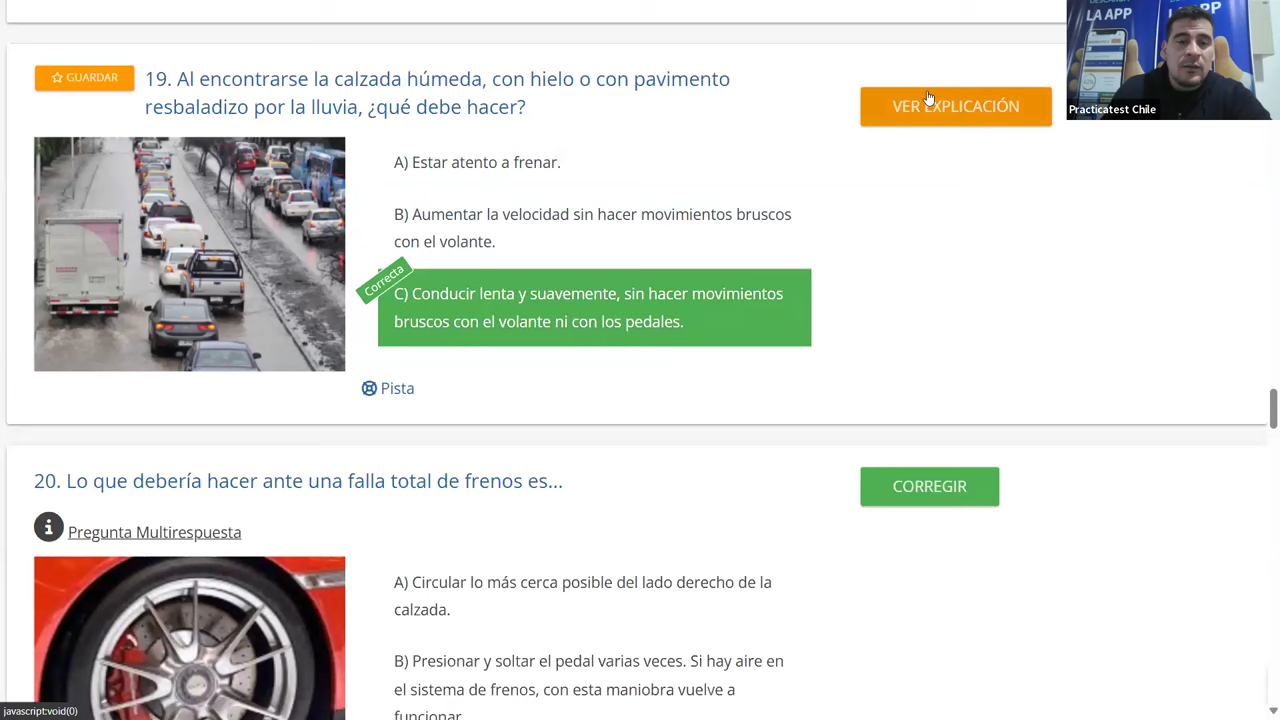 LA APP
LA APP
Practicatest Chile
GUARDAR
19. Al encontrarse la calzada húmeda, con hielo o con pavimento
resbaladizo por la lluvia, ¿qué debe hacer?
VER EXPLICACIÓN
A) Estar atento a frenar.
B) Aumentar la velocidad sin hacer movimientos bruscos
con el volante.
Correcta
C) Conducir lenta y suavemente, sin hacer movimientos
bruscos con el volante ni con los pedales.
Pista
20. Lo que debería hacer ante una falla total de frenos es...
CORREGIR
Pregunta Multirespuesta
A) Circular lo más cerca posible del lado derecho de la
calzada.
B) Presionar y soltar el pedal varias veces. Si hay aire en
el sistema de frenos, con esta maniobra vuelve a
funcionar
javascript:void(0)